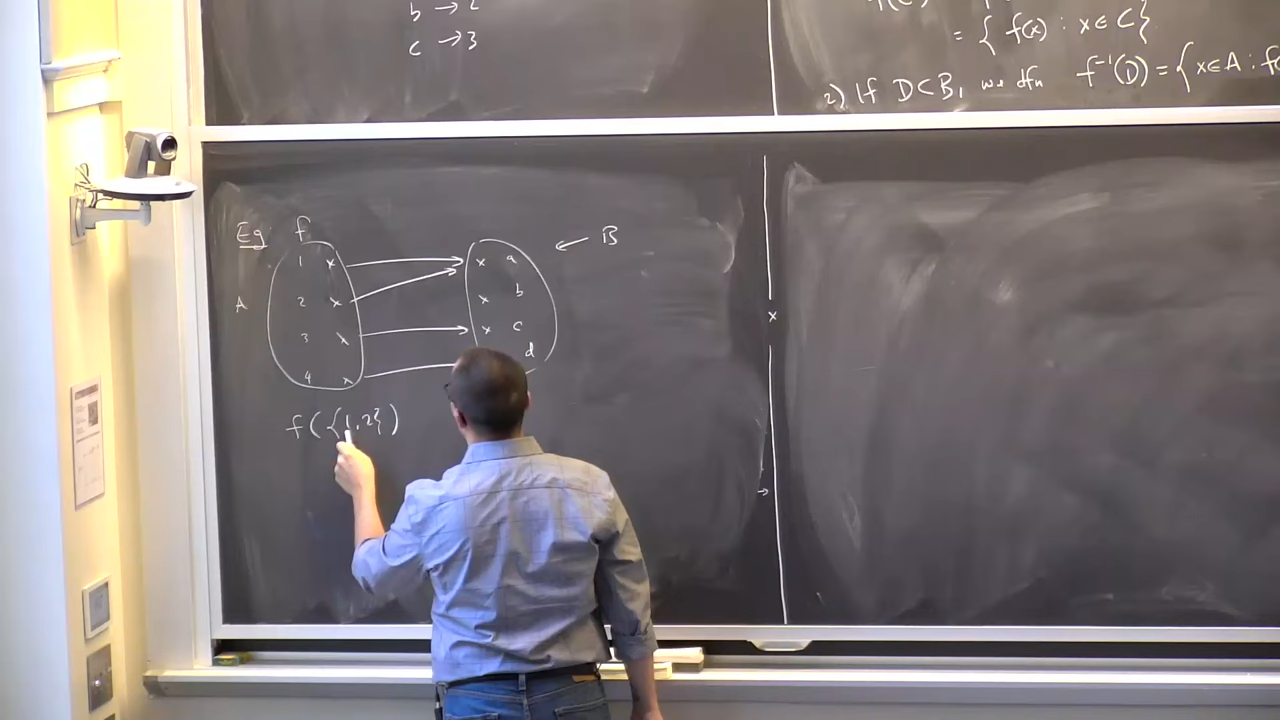 b → 2
c → 3
= { f(x) : x ∈ C }
2) If D ⊂ B, we dfn f⁻¹(D) = { x ∈ A : f(
Eg f
1 x
x a
← B
A
2 x
x b
3 x
x c
d
4 x
f({1,2})
x
→